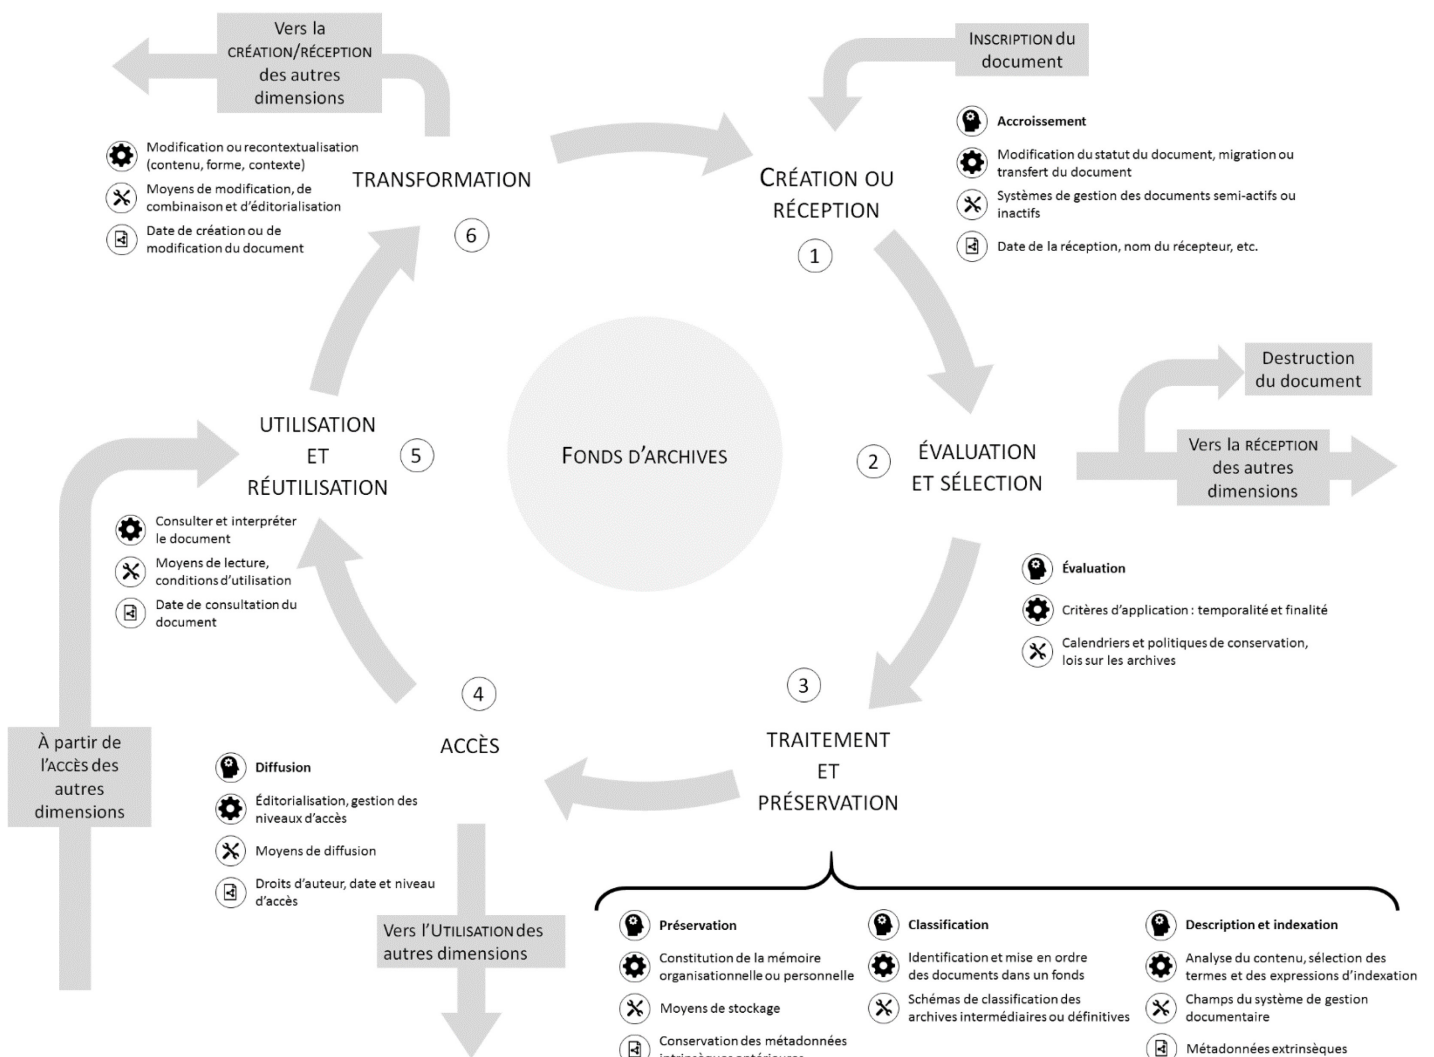 Vers la
CRÉATION/RÉCEPTION
des autres
dimensions
INSCRIPTION du
document
Accroissement
Modification du statut du document, migration ou
transfert du document
Systèmes de gestion des documents semi-actifs ou
inactifs
Date de la réception, nom du récepteur, etc.
Modification ou recontextualisation
(contenu, forme, contexte)
Moyens de modification, de
combinaison et d'éditorialisation
Date de création ou de
modification du document
TRANSFORMATION
6
CRÉATION OU
RÉCEPTION
1
Destruction
du document
Vers la RÉCEPTION
des autres
dimensions
2
ÉVALUATION
ET SÉLECTION
Évaluation
Critères d'application : temporalité et finalité
Calendriers et politiques de conservation,
lois sur les archives
FONDS D'ARCHIVES
UTILISATION
ET
RÉUTILISATION
5
Consulter et interpréter
le document
Moyens de lecture,
conditions d'utilisation
Date de consultation du
document
3
TRAITEMENT
ET
PRÉSERVATION
4
ACCÈS
À partir de
l'ACCÈS des
autres
dimensions
Diffusion
Éditorialisation, gestion des
niveaux d'accès
Moyens de diffusion
Droits d'auteur, date et niveau
d'accès
Vers l'UTILISATION des
autres dimensions
Préservation
Constitution de la mémoire
organisationnelle ou personnelle
Moyens de stockage
Conservation des métadonnées
intrinsèques antérieures
Classification
Identification et mise en ordre
des documents dans un fonds
Schémas de classification des
archives intermédiaires ou définitives
Description et indexation
Analyse du contenu, sélection des
termes et des expressions d'indexation
Champs du système de gestion
documentaire
Métadonnées extrinsèques